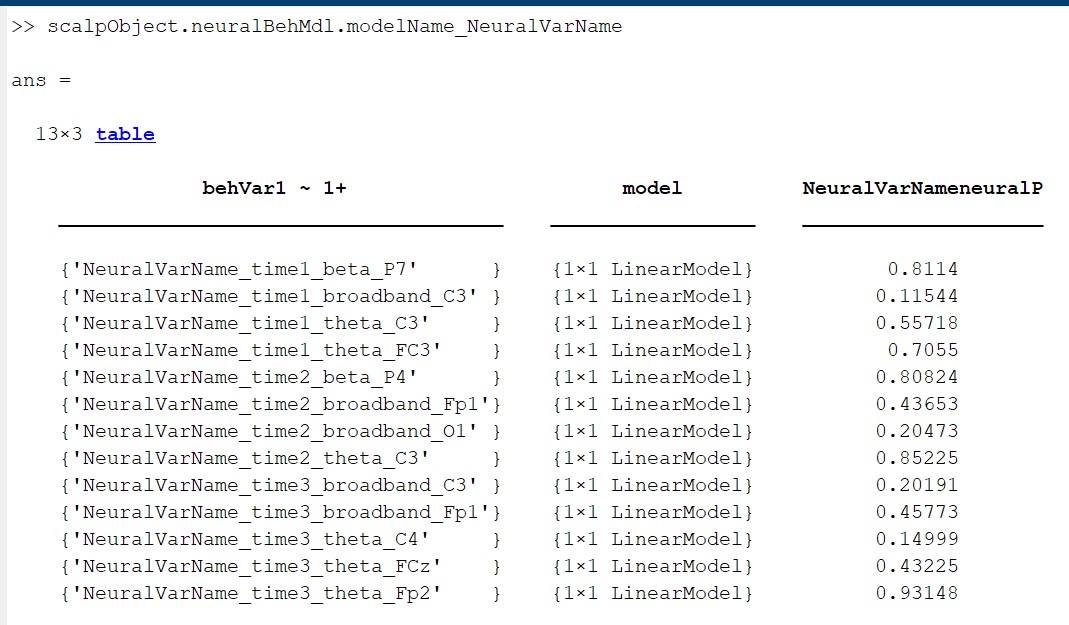 >> scalpObject.neuralBehMdl.modelName_NeuralVarName
ans =
13×3 table
behVar1 ~ 1+ model NeuralVarNameneuralP
{'NeuralVarName_time1_beta_P7' } {1×1 LinearModel} 0.8114
{'NeuralVarName_time1_broadband_C3' } {1×1 LinearModel} 0.11544
{'NeuralVarName_time1_theta_C3' } {1×1 LinearModel} 0.55718
{'NeuralVarName_time1_theta_FC3' } {1×1 LinearModel} 0.7055
{'NeuralVarName_time2_beta_P4' } {1×1 LinearModel} 0.80824
{'NeuralVarName_time2_broadband_Fp1'} {1×1 LinearModel} 0.43653
{'NeuralVarName_time2_broadband_O1' } {1×1 LinearModel} 0.20473
{'NeuralVarName_time2_theta_C3' } {1×1 LinearModel} 0.85225
{'NeuralVarName_time3_broadband_C3' } {1×1 LinearModel} 0.20191
{'NeuralVarName_time3_broadband_Fp1'} {1×1 LinearModel} 0.45773
{'NeuralVarName_time3_theta_C4' } {1×1 LinearModel} 0.14999
{'NeuralVarName_time3_theta_FCz' } {1×1 LinearModel} 0.43225
{'NeuralVarName_time3_theta_Fp2' } {1×1 LinearModel} 0.93148